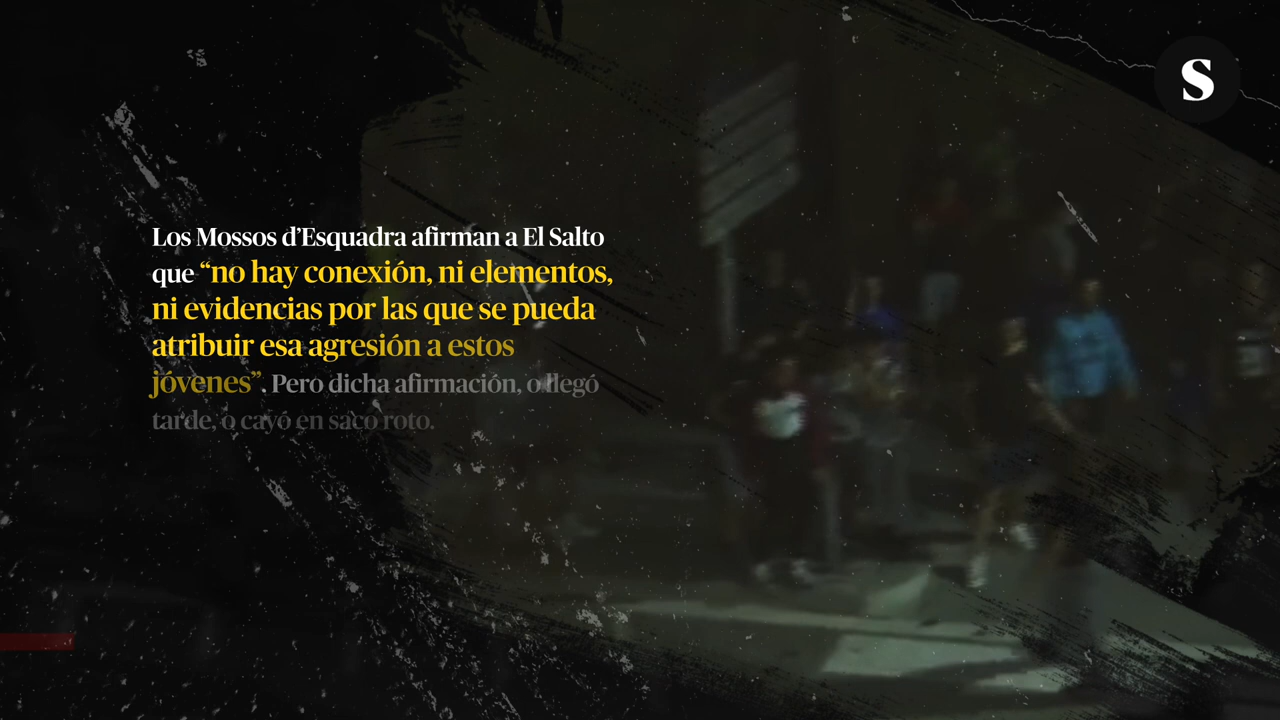 S
Los Mossos d’Esquadra afirman a El Salto
que “no hay conexión, ni elementos,
ni evidencias por las que se pueda
atribuir esa agresión a estos
jóvenes”. Pero dicha afirmación, o llegó
tarde, o cayó en saco roto.